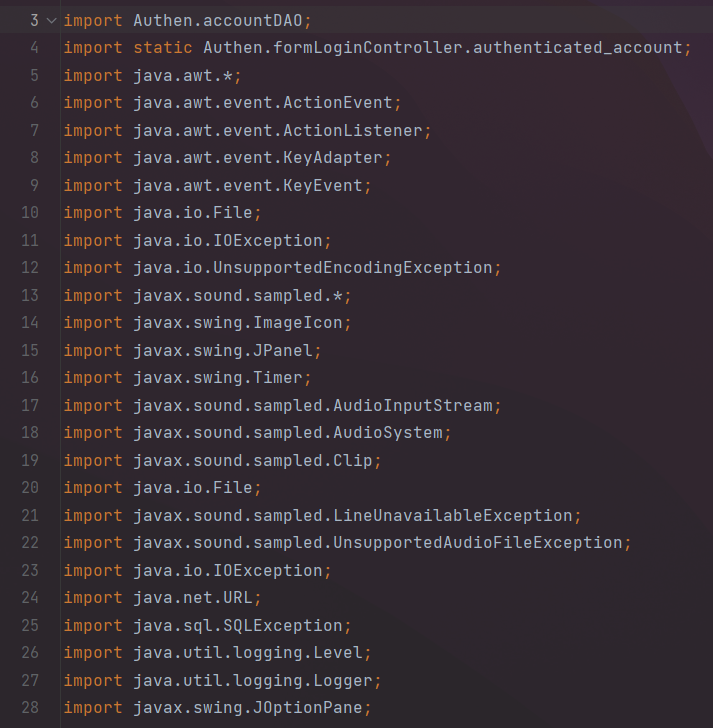 3 import Authen.accountDAO;
4 import static Authen.formLoginController.authenticated_account;
5 import java.awt.*;
6 import java.awt.event.ActionEvent;
7 import java.awt.event.ActionListener;
8 import java.awt.event.KeyAdapter;
9 import java.awt.event.KeyEvent;
10 import java.io.File;
11 import java.io.IOException;
12 import java.io.UnsupportedEncodingException;
13 import javax.sound.sampled.*;
14 import javax.swing.ImageIcon;
15 import javax.swing.JPanel;
16 import javax.swing.Timer;
17 import javax.sound.sampled.AudioInputStream;
18 import javax.sound.sampled.AudioSystem;
19 import javax.sound.sampled.Clip;
20 import java.io.File;
21 import javax.sound.sampled.LineUnavailableException;
22 import javax.sound.sampled.UnsupportedAudioFileException;
23 import java.io.IOException;
24 import java.net.URL;
25 import java.sql.SQLException;
26 import java.util.logging.Level;
27 import java.util.logging.Logger;
28 import javax.swing.JOptionPane;